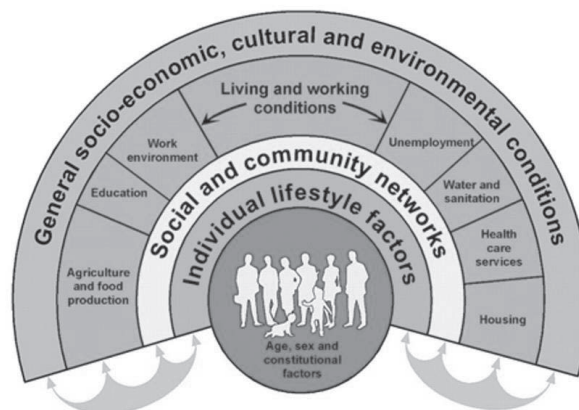 General socio-economic, cultural and environmental conditions
Living and working
conditions
Work
environment
Unemployment
Education
Water and
sanitation
Agriculture
and food
production
Health
care
services
Housing
Social and community networks
Individual lifestyle factors
Age, sex and
constitutional
factors